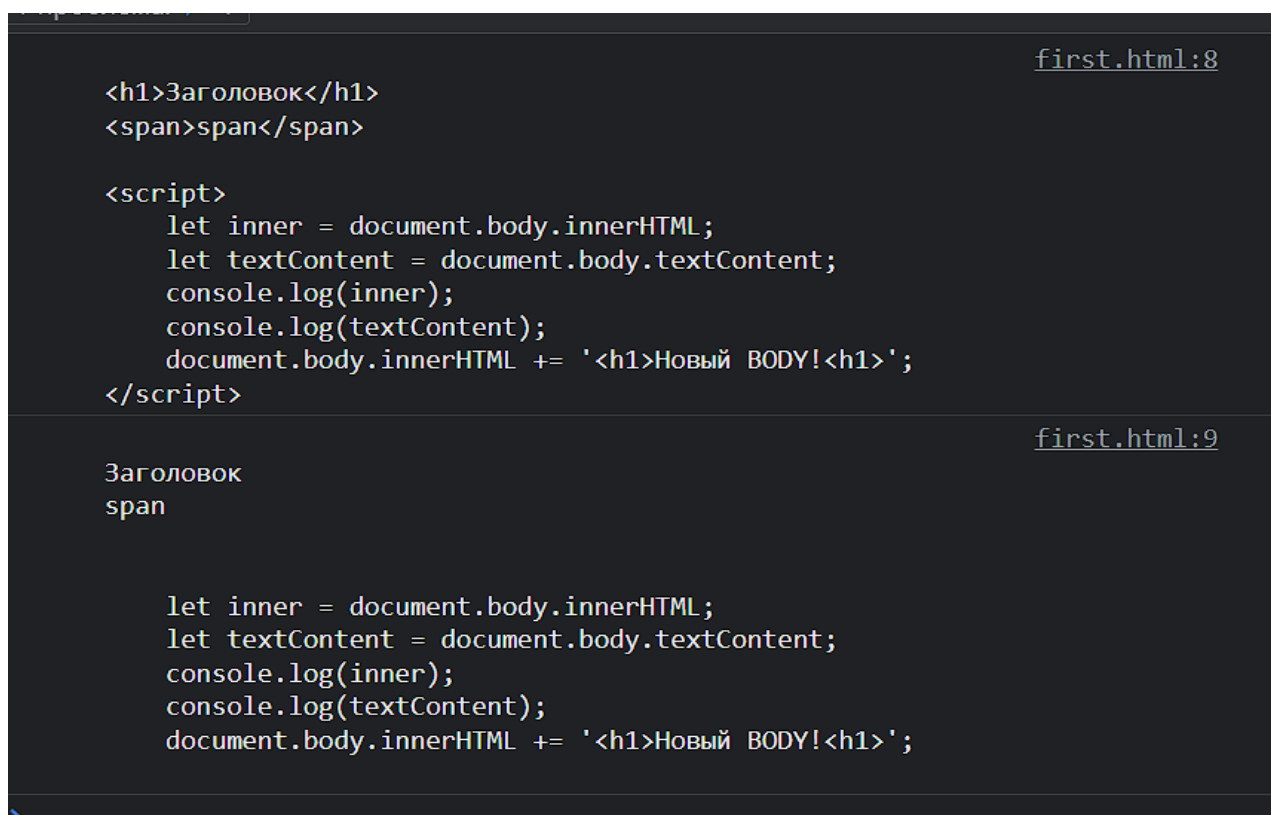 first.html:8
<h1>Заголовок</h1>
<span>span</span>
<script>
let inner = document.body.innerHTML;
let textContent = document.body.textContent;
console.log(inner);
console.log(textContent);
document.body.innerHTML += '<h1>Новый BODY!<h1>';
</script>
first.html:9
Заголовок
span
let inner = document.body.innerHTML;
let textContent = document.body.textContent;
console.log(inner);
console.log(textContent);
document.body.innerHTML += '<h1>Новый BODY!<h1>';